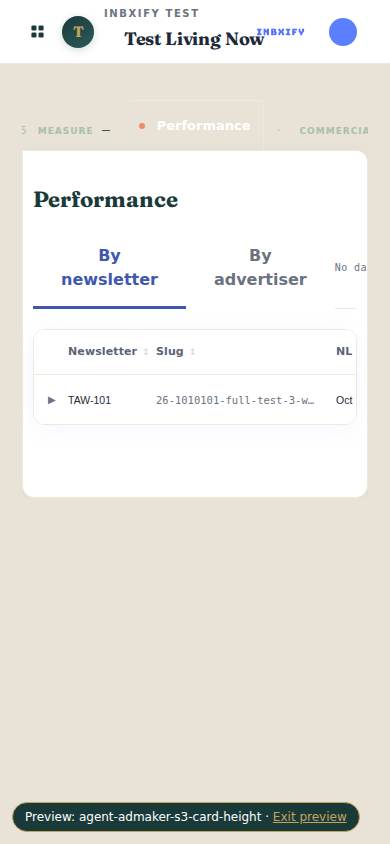 INBXIFY TEST
T
Test Living Now
INBXIFY
5 MEASURE —
Performance
· COMMERCIA
Performance
By newsletter
By advertiser
No da
Newsletter ↕ Slug ↕ NL
▶ TAW-101 26-1010101-full-test-3-w… Oct
Preview: agent-admaker-s3-card-height · Exit preview